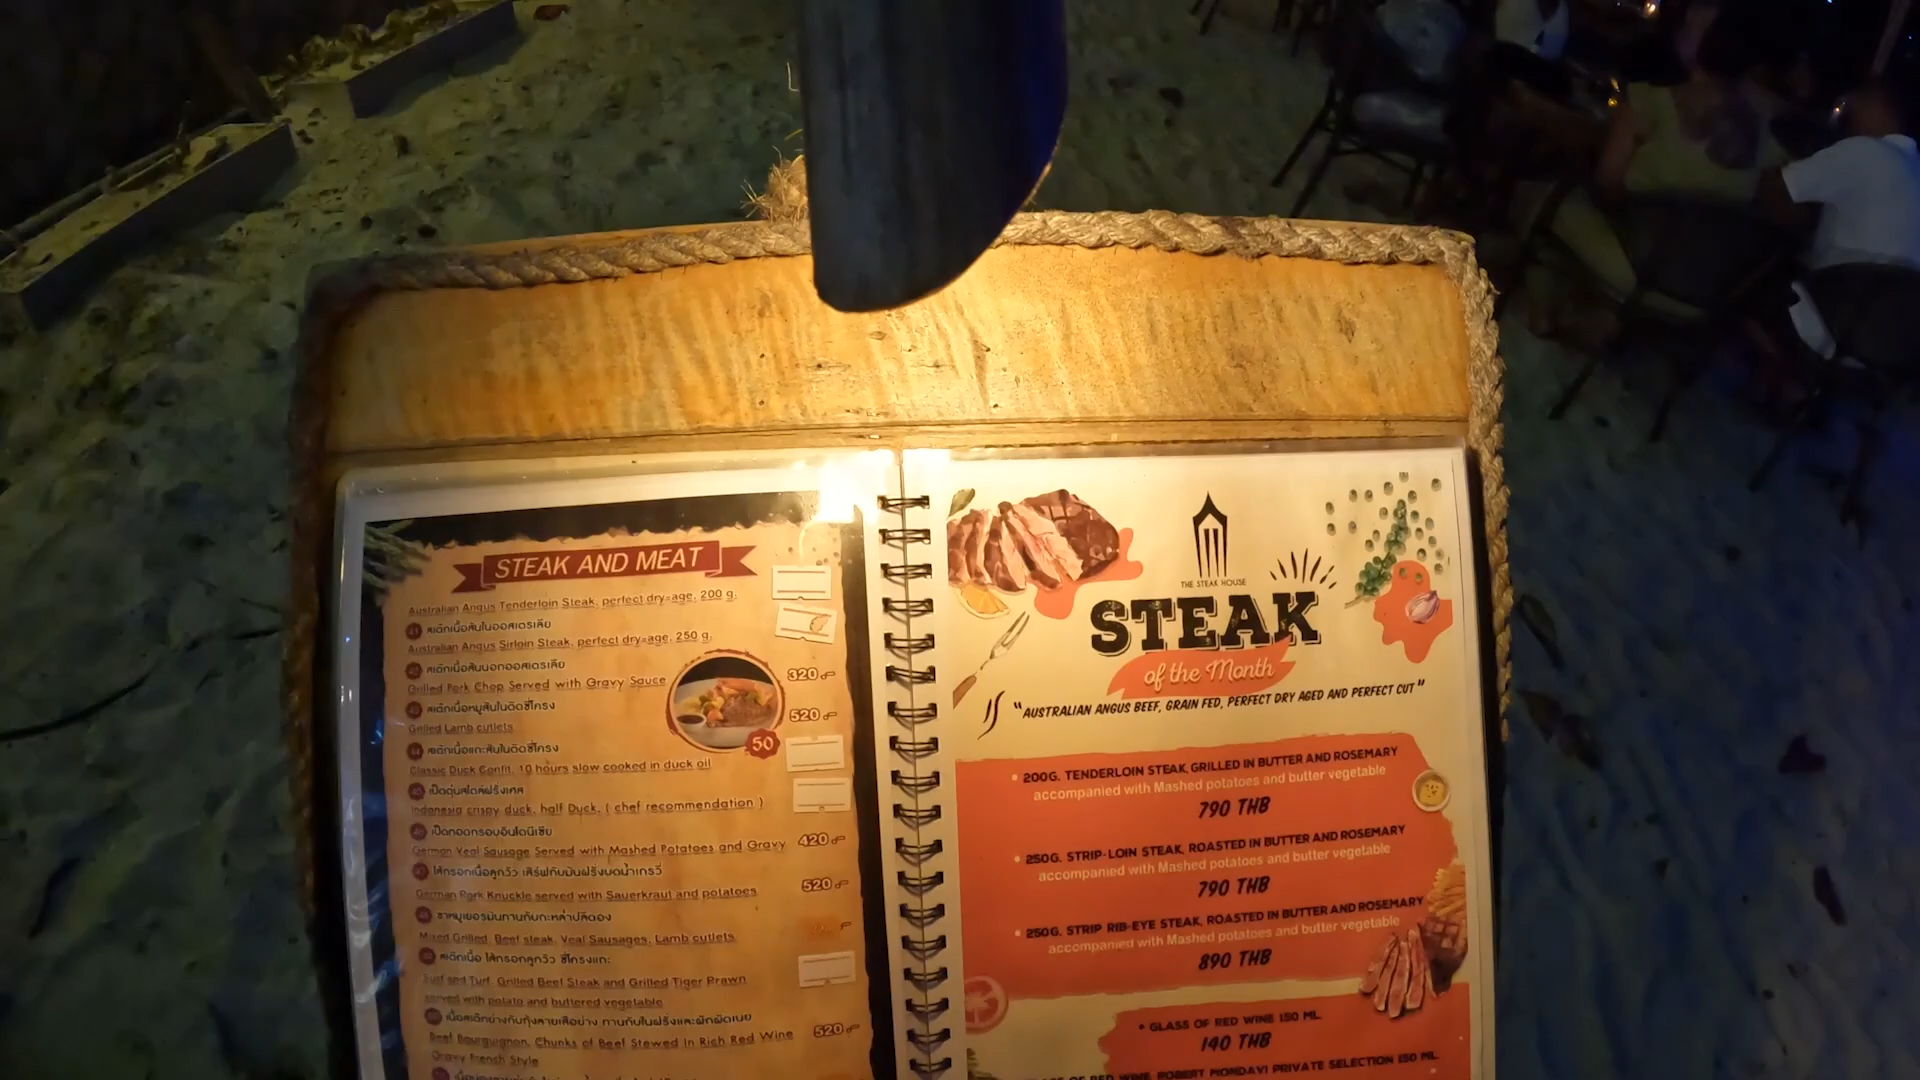 STEAK AND MEAT
Australian Angus Tenderloin Steak, perfect dry-age, 200 g.
41 สเต๊กเนื้อสันในออสเตรเลีย
Australian Angus Sirloin Steak, perfect dry-age, 250 g.
42 สเต๊กเนื้อสันนอกออสเตรเลีย
Grilled Pork Chop Served with Gravy Sauce 320.-
43 สเต๊กเนื้อหมูสันในติดซี่โครง
Grilled Lamb cutlets 520.-
44 สเต๊กเนื้อแกะสันในติดซี่โครง
50
Classic Duck Confit, 10 hours slow cooked in duck oil
45 เป็ดตุ๋นสไตล์ฝรั่งเศส
Indonesia crispy duck, half Duck, ( chef recommendation )
46 เป็ดทอดกรอบอินโดนีเซีย
German Veal Sausage Served with Mashed Potatoes and Gravy 420.-
47 ไส้กรอกเนื้อลูกวัว เสิร์ฟกับมันฝรั่งบดน้ำเกรวี่
German Pork Knuckle served with Sauerkraut and potatoes 520.-
48 ขาหมูเยอรมันทานกับกะหล่ำปลีดอง
Mixed Grilled, Beef steak, Veal Sausages, Lamb cutlets
49 สเต๊กเนื้อ ไส้กรอกลูกวัว ซี่โครงแกะ
Surf and Turf, Grilled Beef Steak and Grilled Tiger Prawn
served with potato and buttered vegetable
50 เนื้อสเต๊กย่างกับกุ้งลายเสือย่าง ทานกับมันฝรั่งและผักผัดเนย
Beef Bourguignon, Chunks of Beef Stewed In Rich Red Wine 520.-
Gravy French Style
THE STEAK HOUSE
STEAK
of the Month
"AUSTRALIAN ANGUS BEEF, GRAIN FED, PERFECT DRY AGED AND PERFECT CUT"
• 200G. TENDERLOIN STEAK, GRILLED IN BUTTER AND ROSEMARY
accompanied with Mashed potatoes and butter vegetable
790 THB
• 250G. STRIP-LOIN STEAK, ROASTED IN BUTTER AND ROSEMARY
accompanied with Mashed potatoes and butter vegetable
790 THB
• 250G. STRIP RIB-EYE STEAK, ROASTED IN BUTTER AND ROSEMARY
accompanied with Mashed potatoes and butter vegetable
890 THB
• GLASS OF RED WINE 150 ML.
140 THB
OF RED WINE, ROBERT MONDAVI PRIVATE SELECTION 150 ML.